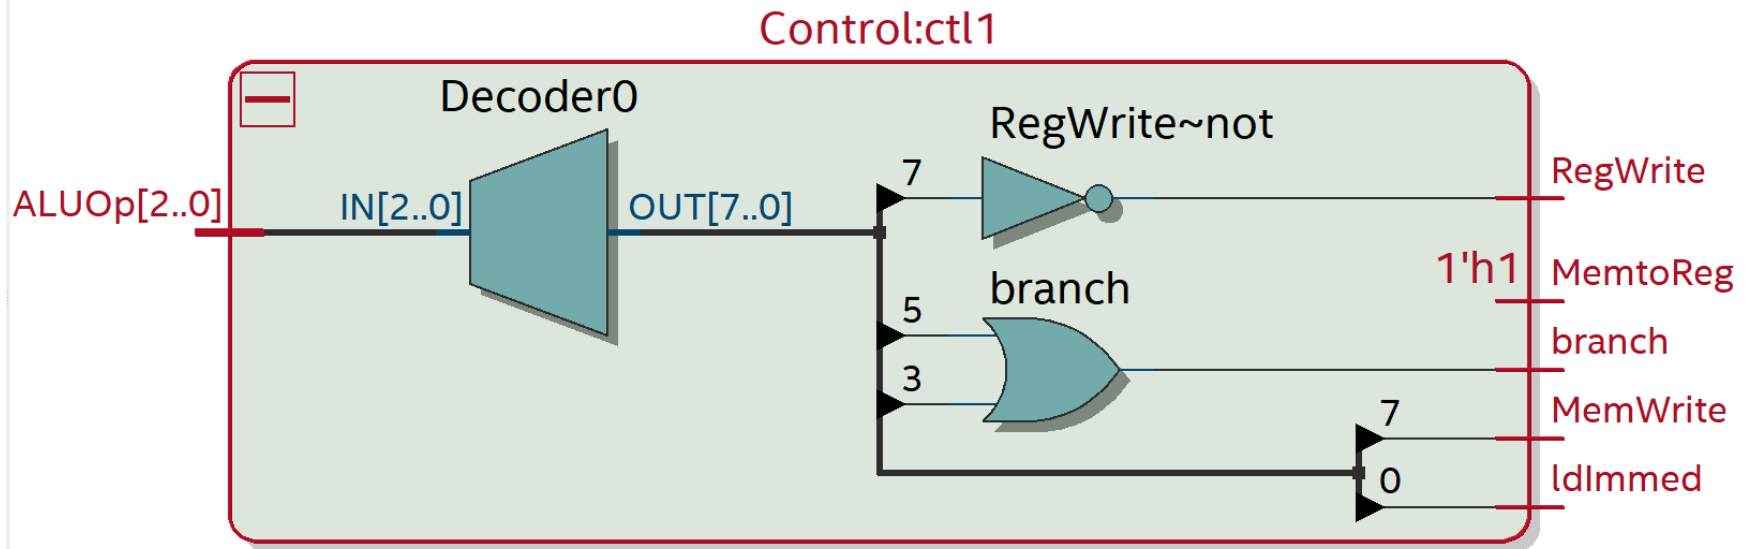 Control:ctl1
Decoder0
RegWrite~not
7
RegWrite
ALUOp[2..0]
IN[2..0]
OUT[7..0]
1'h1
MemtoReg
branch
5
branch
3
7
MemWrite
0
ldImmed